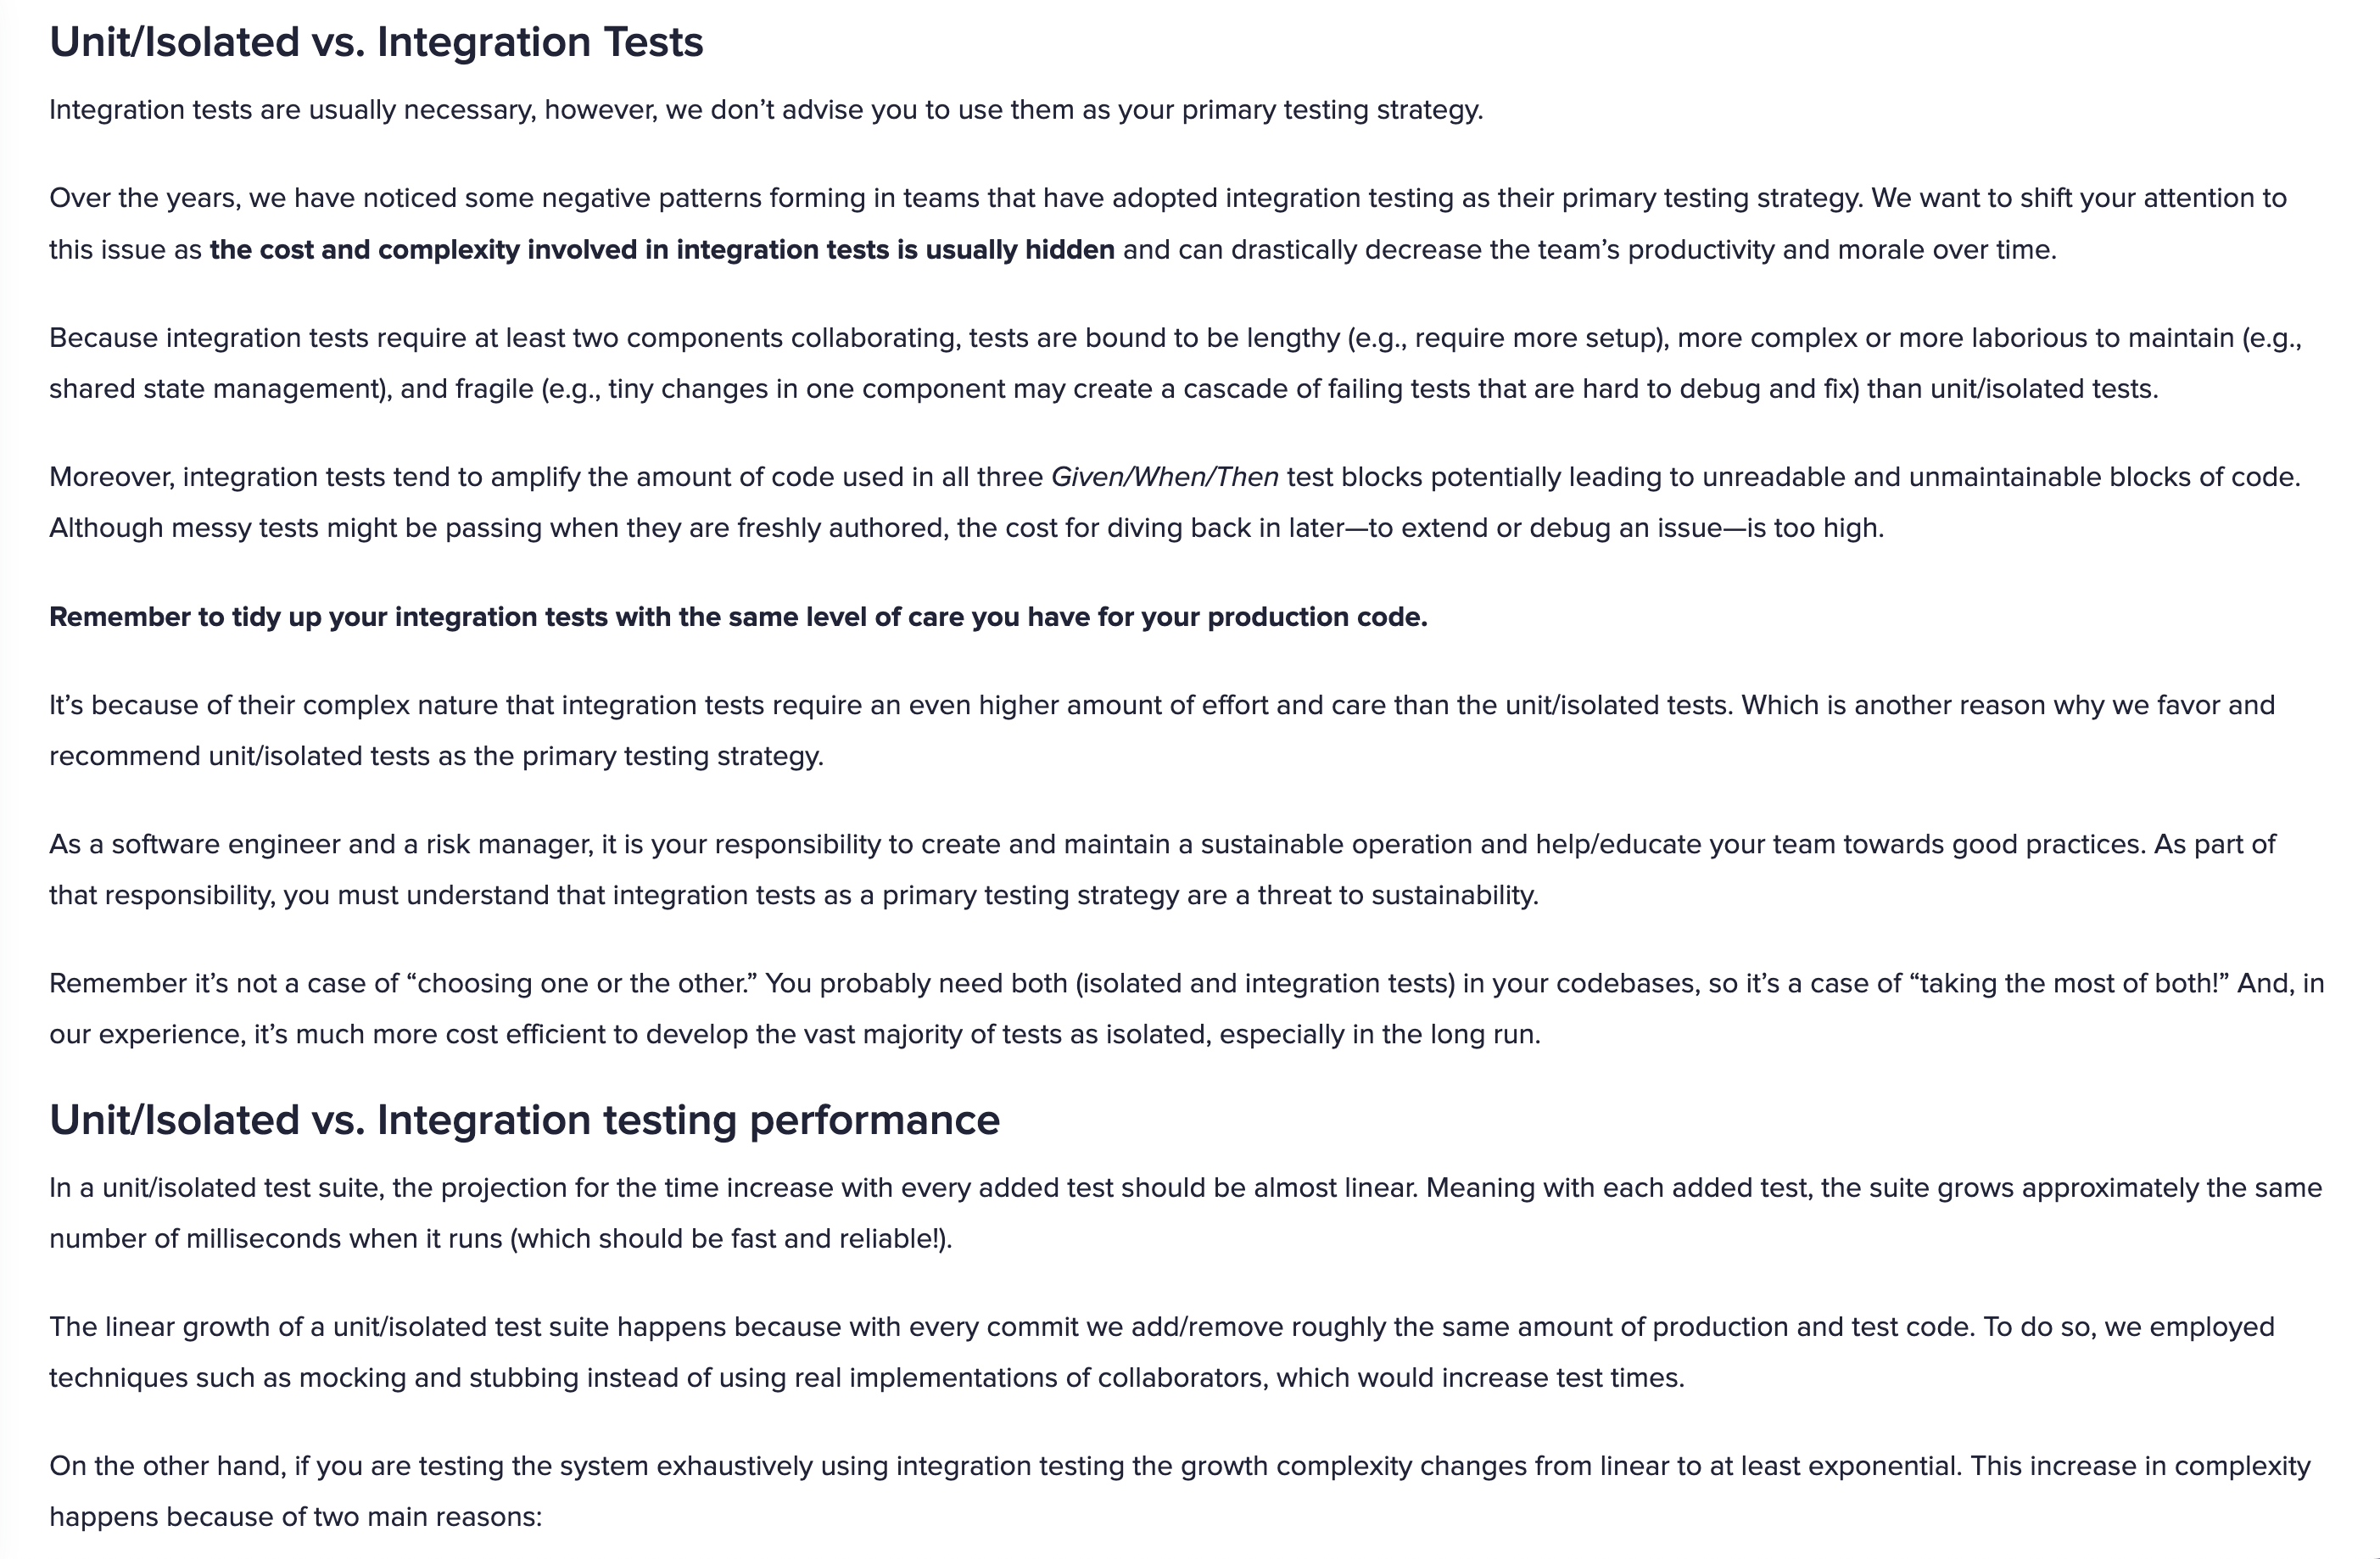 Unit/Isolated vs. Integration Tests
Integration tests are usually necessary, however, we don’t advise you to use them as your primary testing strategy.
Over the years, we have noticed some negative patterns forming in teams that have adopted integration testing as their primary testing strategy. We want to shift your attention to
this issue as the cost and complexity involved in integration tests is usually hidden and can drastically decrease the team’s productivity and morale over time.
Because integration tests require at least two components collaborating, tests are bound to be lengthy (e.g., require more setup), more complex or more laborious to maintain (e.g.,
shared state management), and fragile (e.g., tiny changes in one component may create a cascade of failing tests that are hard to debug and fix) than unit/isolated tests.
Moreover, integration tests tend to amplify the amount of code used in all three Given/When/Then test blocks potentially leading to unreadable and unmaintainable blocks of code.
Although messy tests might be passing when they are freshly authored, the cost for diving back in later—to extend or debug an issue—is too high.
Remember to tidy up your integration tests with the same level of care you have for your production code.
It’s because of their complex nature that integration tests require an even higher amount of effort and care than the unit/isolated tests. Which is another reason why we favor and
recommend unit/isolated tests as the primary testing strategy.
As a software engineer and a risk manager, it is your responsibility to create and maintain a sustainable operation and help/educate your team towards good practices. As part of
that responsibility, you must understand that integration tests as a primary testing strategy are a threat to sustainability.
Remember it’s not a case of “choosing one or the other.” You probably need both (isolated and integration tests) in your codebases, so it’s a case of “taking the most of both!” And, in
our experience, it’s much more cost efficient to develop the vast majority of tests as isolated, especially in the long run.
Unit/Isolated vs. Integration testing performance
In a unit/isolated test suite, the projection for the time increase with every added test should be almost linear. Meaning with each added test, the suite grows approximately the same
number of milliseconds when it runs (which should be fast and reliable!).
The linear growth of a unit/isolated test suite happens because with every commit we add/remove roughly the same amount of production and test code. To do so, we employed
techniques such as mocking and stubbing instead of using real implementations of collaborators, which would increase test times.
On the other hand, if you are testing the system exhaustively using integration testing the growth complexity changes from linear to at least exponential. This increase in complexity
happens because of two main reasons: